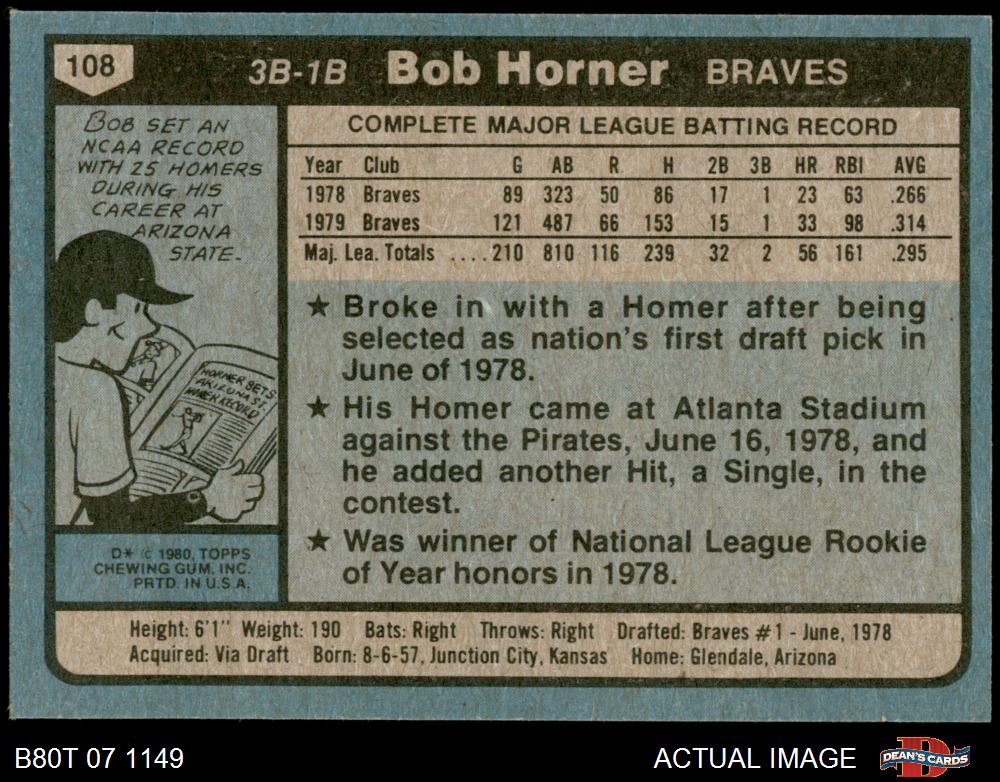 108
3B-1B Bob Horner BRAVES
BOB SET AN
NCAA RECORD
WITH 25 HOMERS
DURING HIS
CAREER AT
ARIZONA
STATE.
HORNER SETS
ARIZONA ST.
HOMER RECORD
D* © 1980, TOPPS
CHEWING GUM, INC.
PRTD. IN U.S.A.
COMPLETE MAJOR LEAGUE BATTING RECORD
Year Club G AB R H 2B 3B HR RBI AVG
1978 Braves 89 323 50 86 17 1 23 63 .266
1979 Braves 121 487 66 153 15 1 33 98 .314
Maj. Lea. Totals ....210 810 116 239 32 2 56 161 .295
★ Broke in with a Homer after being
selected as nation's first draft pick in
June of 1978.
★ His Homer came at Atlanta Stadium
against the Pirates, June 16, 1978, and
he added another Hit, a Single, in the
contest.
★ Was winner of National League Rookie
of Year honors in 1978.
Height: 6'1" Weight: 190 Bats: Right Throws: Right Drafted: Braves #1 - June, 1978
Acquired: Via Draft Born: 8-6-57, Junction City, Kansas Home: Glendale, Arizona
B80T 07 1149
ACTUAL IMAGE
DEAN'S CARDS